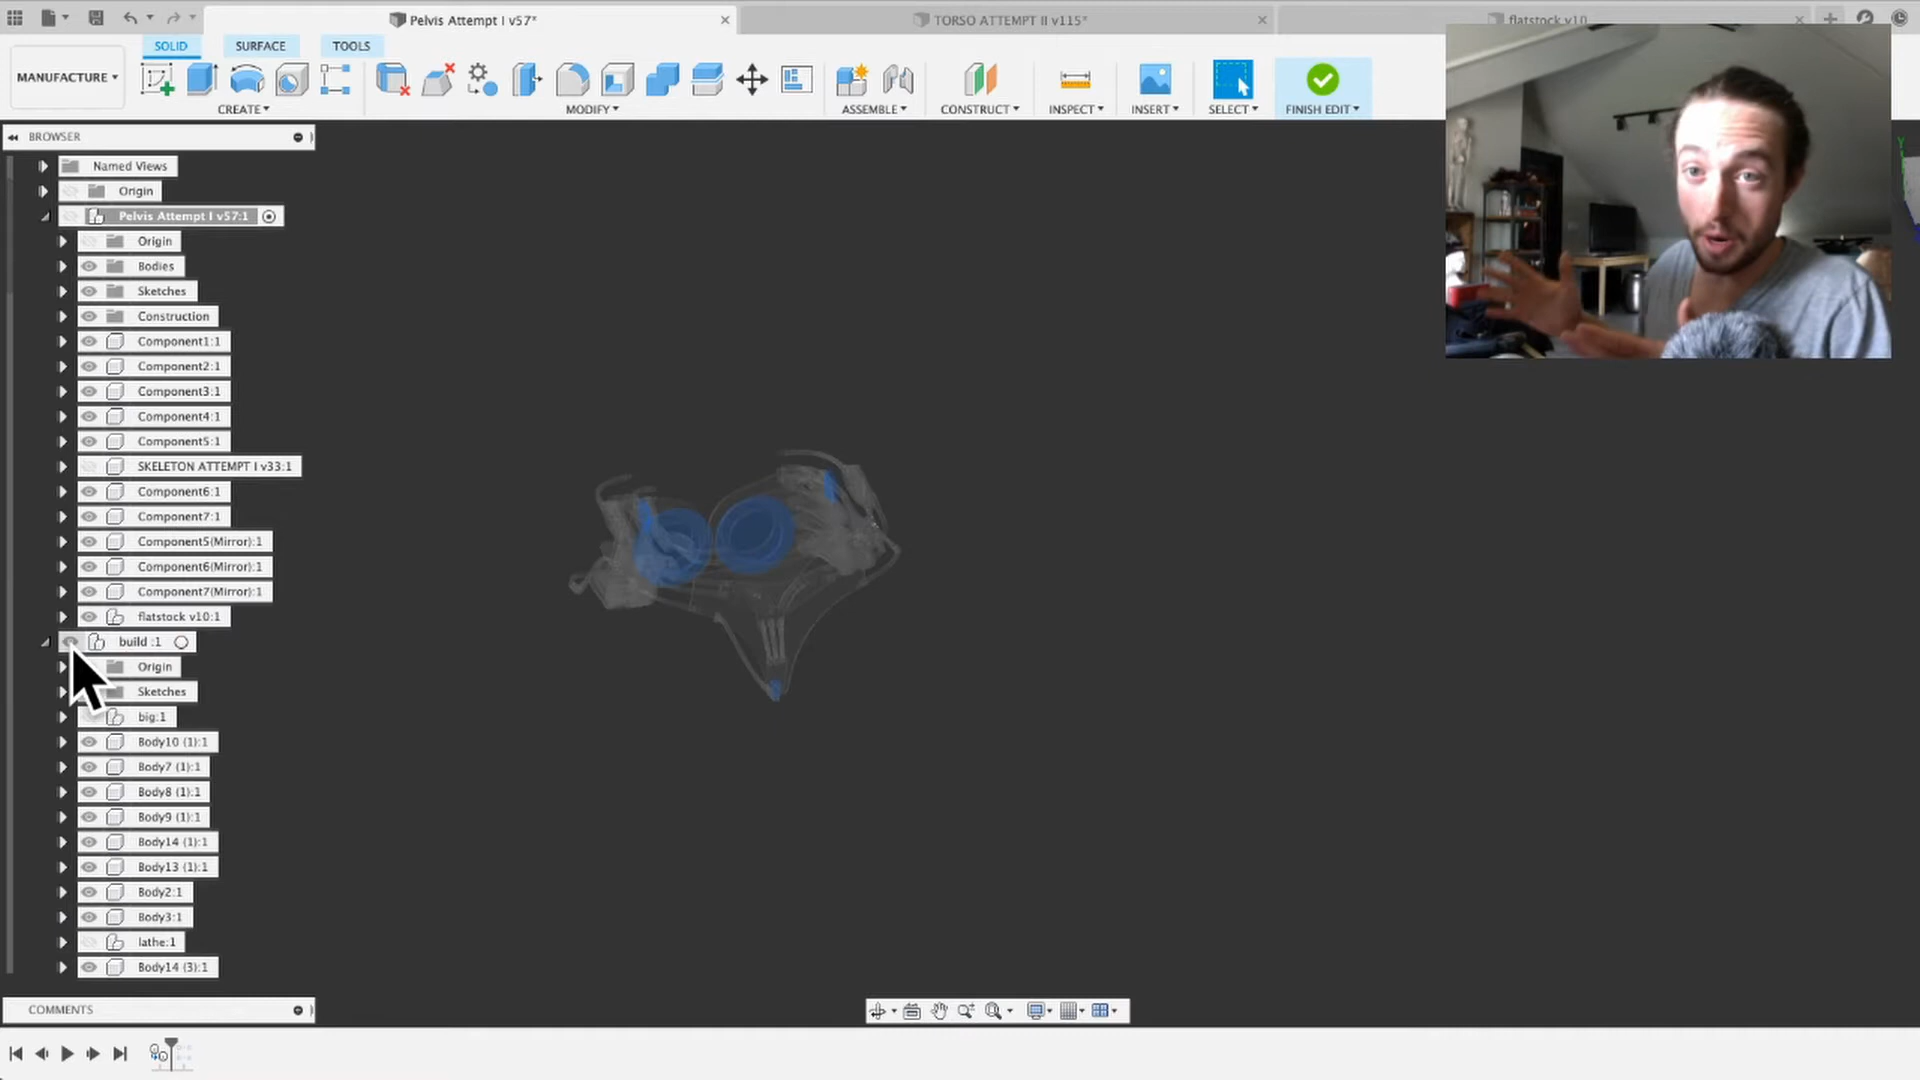 Pelvis Attempt I v57*
TORSO ATTEMPT II v115*
flatstock v10
SOLID
SURFACE
TOOLS
MANUFACTURE
CREATE
MODIFY
ASSEMBLE
CONSTRUCT
INSPECT
INSERT
SELECT
FINISH EDIT
BROWSER
Named Views
Origin
Pelvis Attempt I v57:1
Origin
Bodies
Sketches
Construction
Component1:1
Component2:1
Component3:1
Component4:1
Component5:1
SKELETON ATTEMPT I v33:1
Component6:1
Component7:1
Component5(Mirror):1
Component6(Mirror):1
Component7(Mirror):1
flatstock v10:1
build :1
Origin
Sketches
big:1
Body10 (1):1
Body7 (1):1
Body8 (1):1
Body9 (1):1
Body14 (1):1
Body13 (1):1
Body2:1
Body3:1
lathe:1
Body14 (3):1
COMMENTS
Y